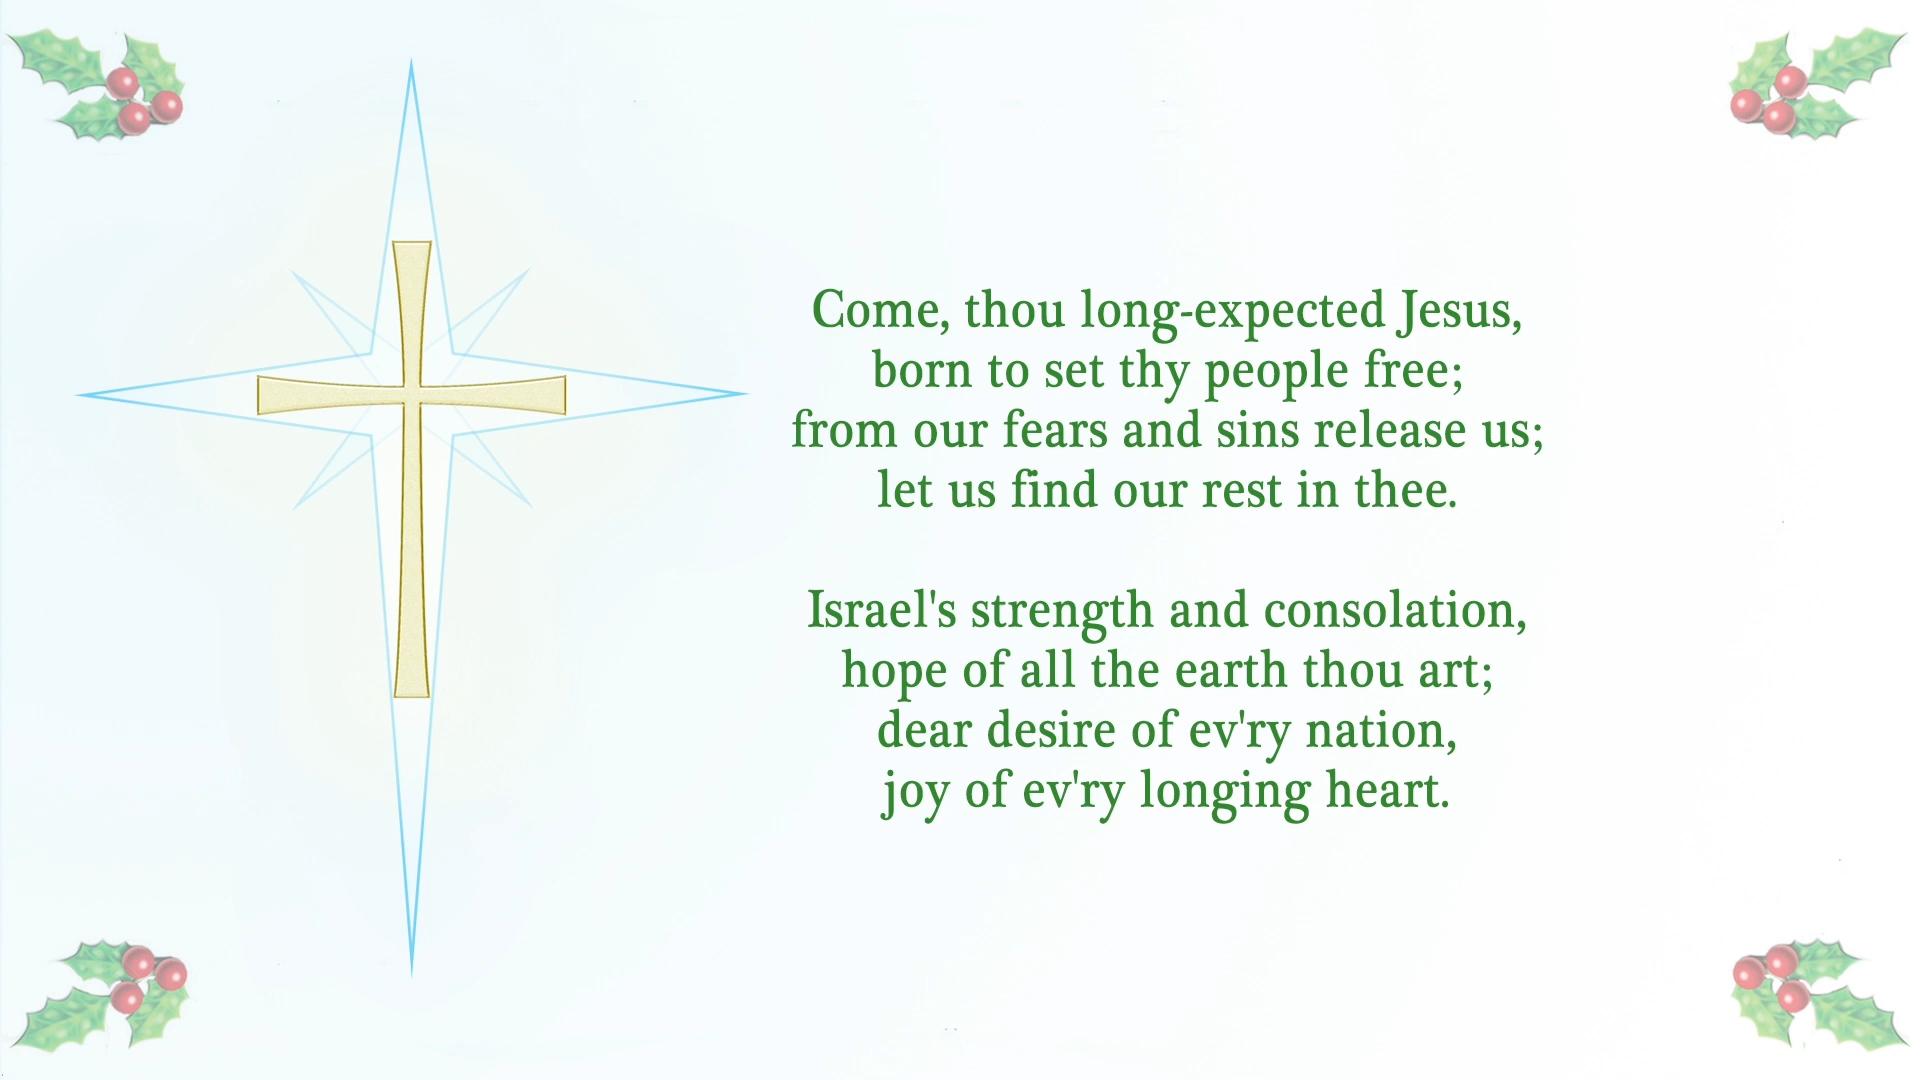 Come, thou long-expected Jesus,
born to set thy people free;
from our fears and sins release us;
let us find our rest in thee.
Israel's strength and consolation,
hope of all the earth thou art;
dear desire of ev'ry nation,
joy of ev'ry longing heart.